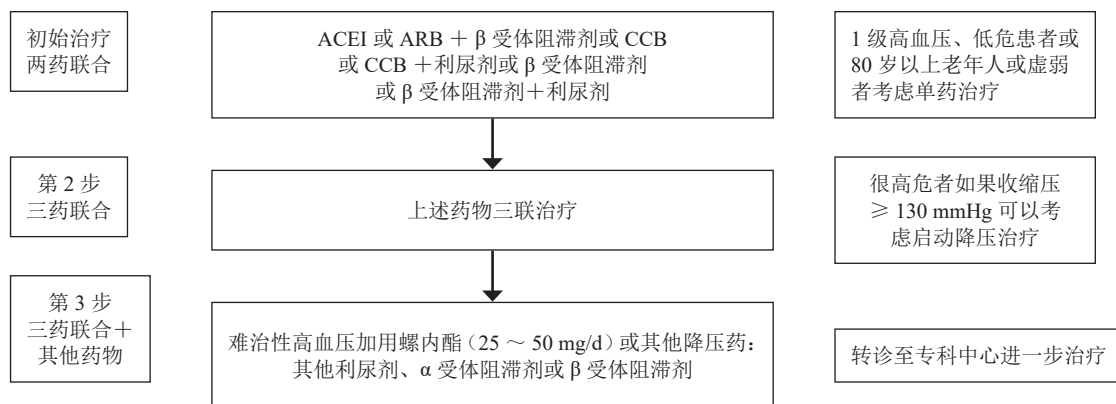 初始治疗
两药联合
ACEI 或 ARB + β 受体阻滞剂或 CCB
或 CCB +利尿剂或 β 受体阻滞剂
或 β 受体阻滞剂+利尿剂
1 级高血压、低危患者或
80 岁以上老年人或虚弱
者考虑单药治疗
第 2 步
三药联合
上述药物三联治疗
很高危者如果收缩压
≥ 130 mmHg 可以考
虑启动降压治疗
第 3 步
三药联合+
其他药物
难治性高血压加用螺内酯（25 ～ 50 mg/d）或其他降压药：
其他利尿剂、α 受体阻滞剂或 β 受体阻滞剂
转诊至专科中心进一步治疗